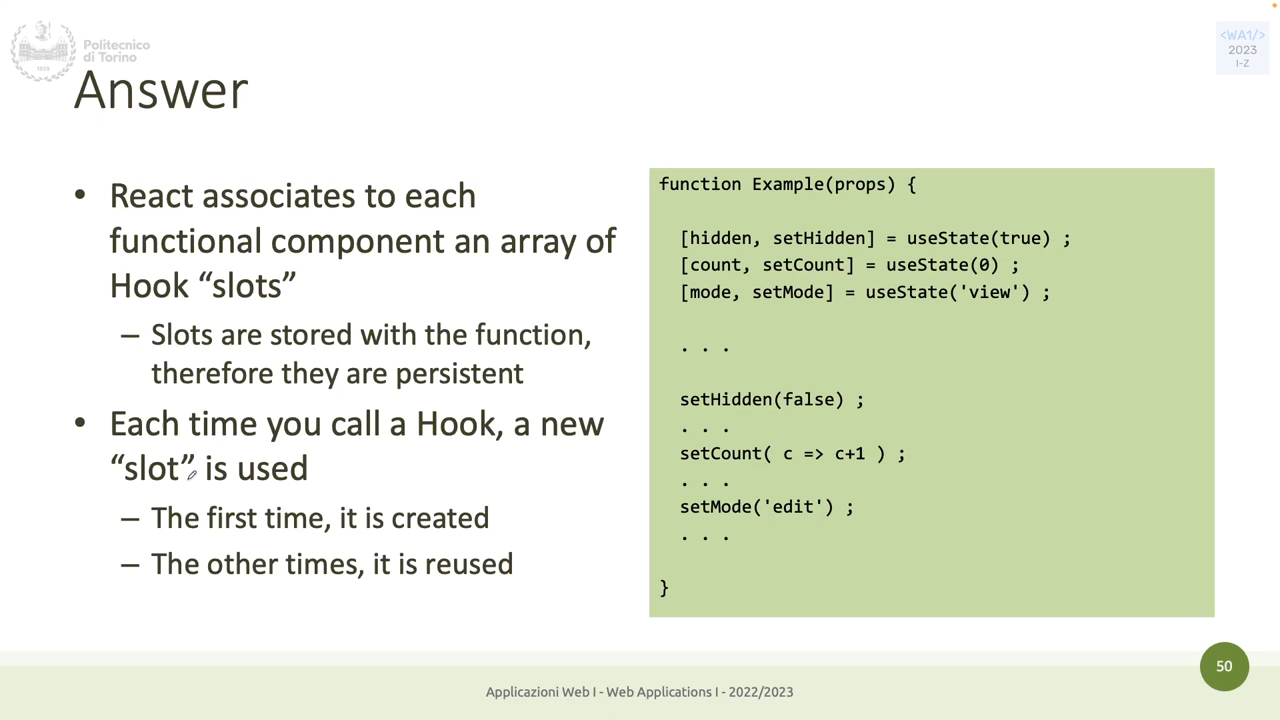 Politecnico
di Torino
1859
<WA1/>
2023
I-Z
Answer
• React associates to each
functional component an array of
Hook “slots”
– Slots are stored with the function,
therefore they are persistent
• Each time you call a Hook, a new
“slot” is used
– The first time, it is created
– The other times, it is reused
function Example(props) {
[hidden, setHidden] = useState(true) ;
[count, setCount] = useState(0) ;
[mode, setMode] = useState('view') ;
. . .
setHidden(false) ;
. . .
setCount( c => c+1 ) ;
. . .
setMode('edit') ;
. . .
}
50
Applicazioni Web I - Web Applications I - 2022/2023